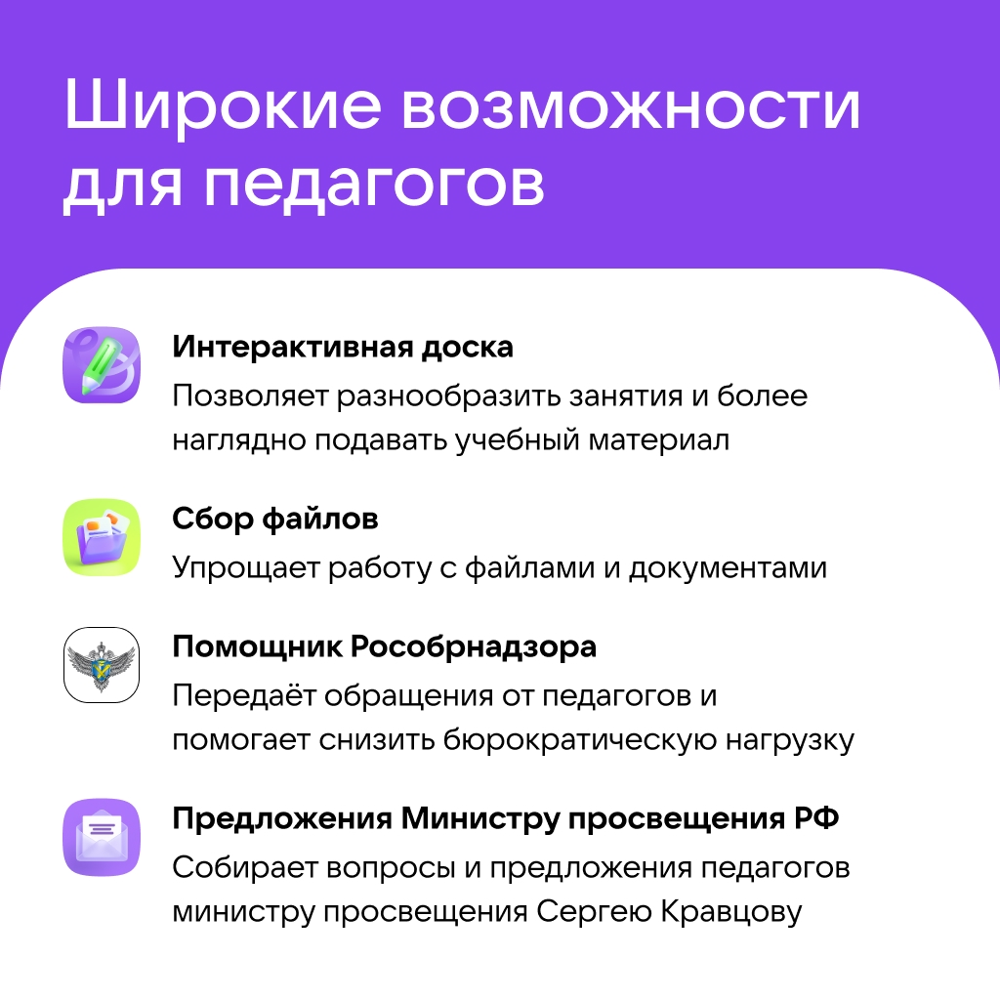 Широкие возможности
для педагогов
Интерактивная доска
Позволяет разнообразить занятия и более
наглядно подавать учебный материал
Сбор файлов
Упрощает работу с файлами и документами
Помощник Рособрнадзора
Передаёт обращения от педагогов и
помогает снизить бюрократическую нагрузку
Предложения Министру просвещения РФ
Собирает вопросы и предложения педагогов
министру просвещения Сергею Кравцову